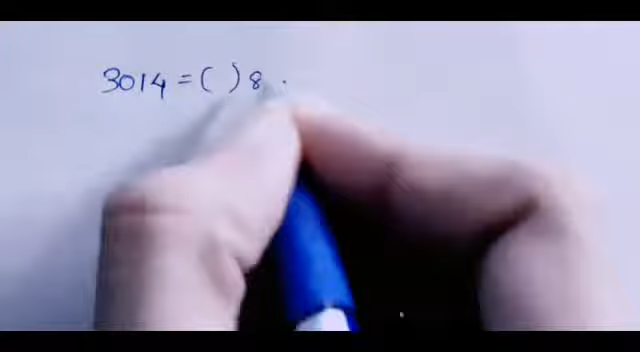 3014 = ( ) 8